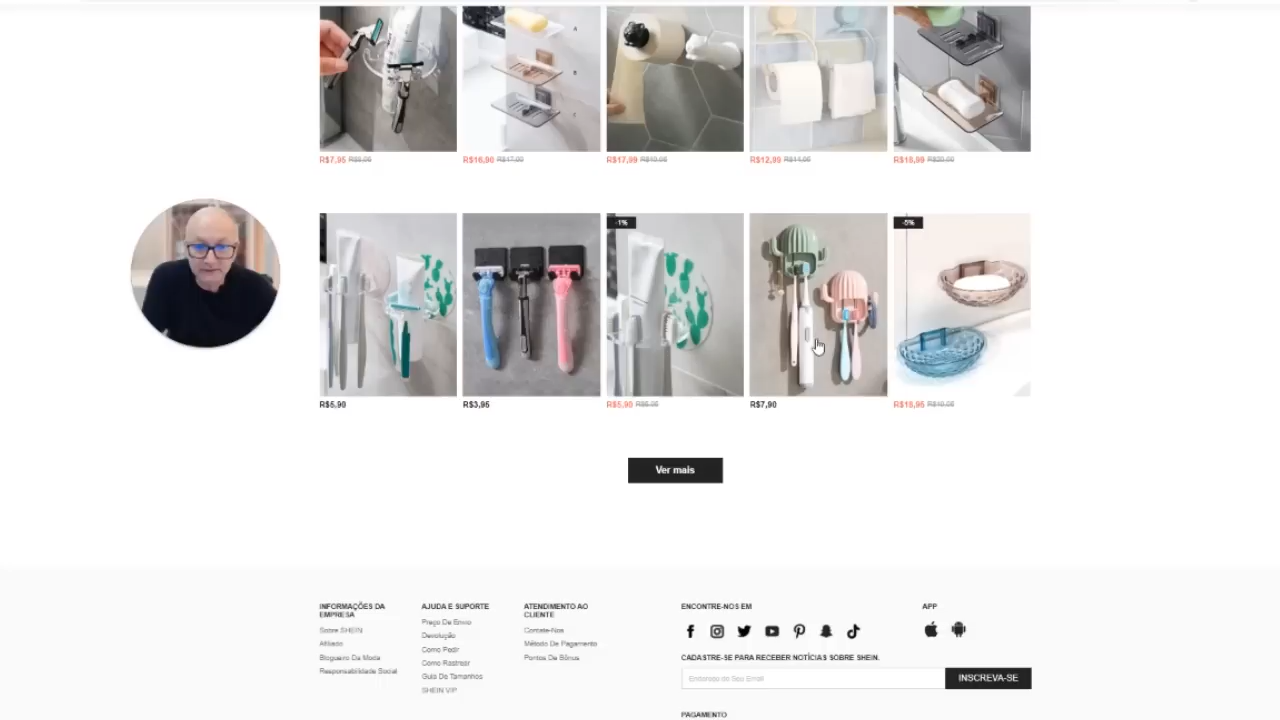 A
B
R$7,95
R$16,90
R$17,99
R$12,99
R$18,99
-1%
-5%
R$5,90
R$3,95
R$5,90
R$7,90
R$18,95
Ver mais
INFORMAÇÕES DA
EMPRESA
Sobre SHEIN
Afiliado
Blogueiro Da Moda
Responsabilidade Social
AJUDA E SUPORTE
Prazo De Envio
Devolução
Como Pedir
Como Rastrear
Guia De Tamanhos
SHEIN VIP
ATENDIMENTO AO
CLIENTE
Contate-Nos
Método De Pagamento
Pontos De Bônus
ENCONTRE-NOS EM
APP
CADASTRE-SE PARA RECEBER NOTÍCIAS SOBRE SHEIN.
Endereço do Seu Email
INSCREVA-SE
PAGAMENTO